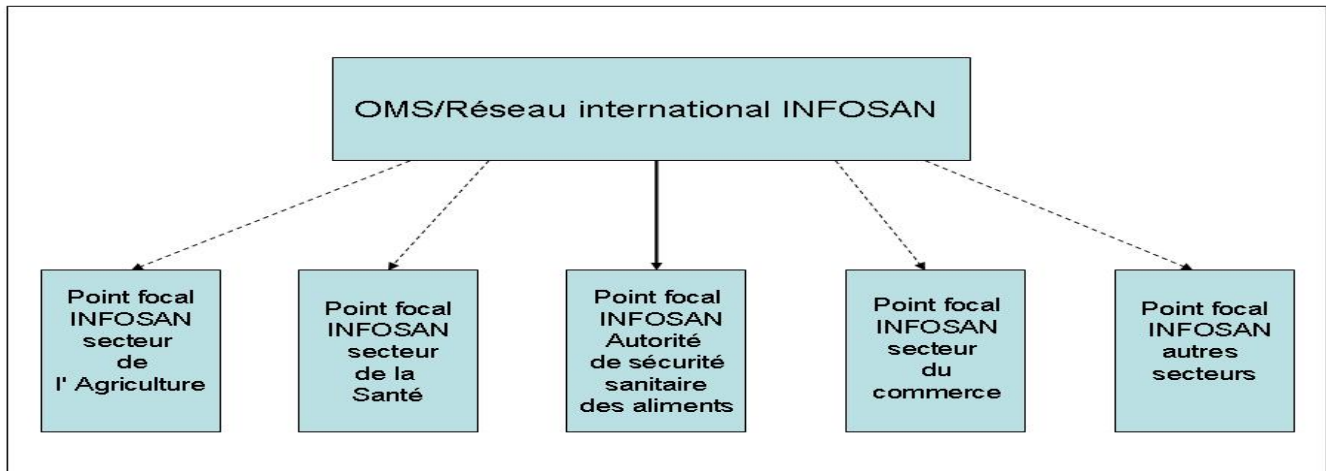 OMS/Réseau international INFOSAN
Point focal
INFOSAN
secteur
de
l' Agriculture
Point focal
INFOSAN
secteur
de la
Santé
Point focal
INFOSAN
Autorité
de sécurité
sanitaire
des aliments
Point focal
INFOSAN
secteur
du
commerce
Point focal
INFOSAN
autres
secteurs